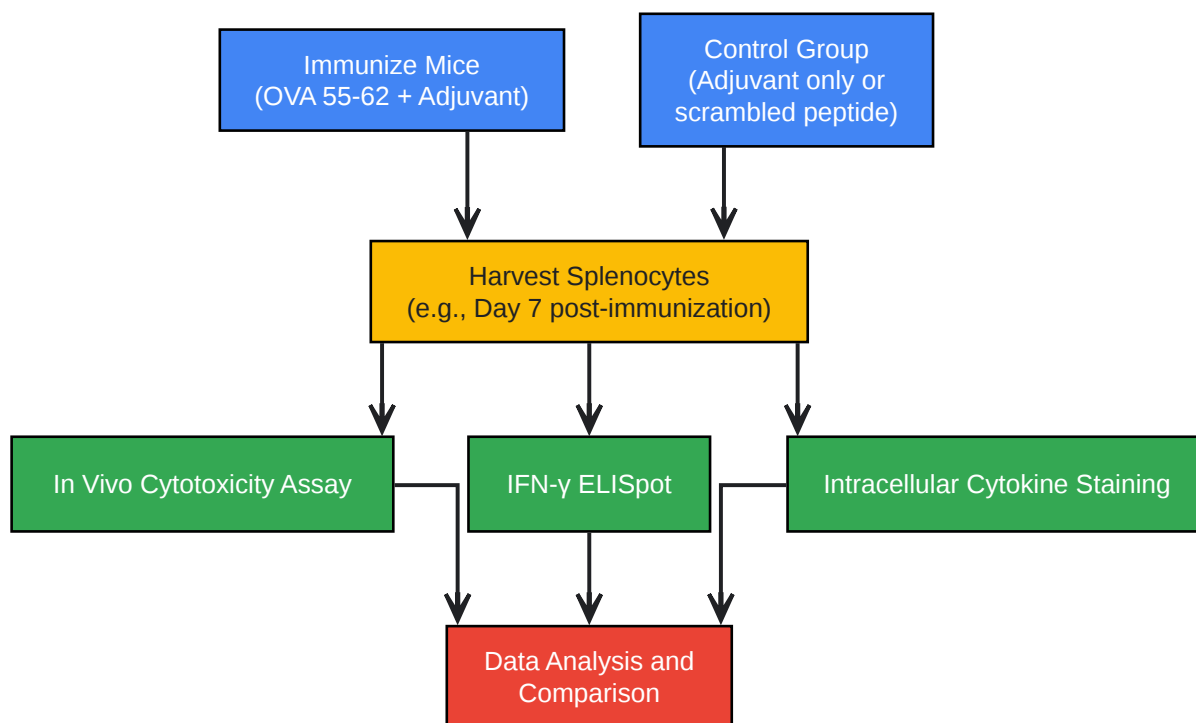 Immunize Mice
(OVA 55-62 + Adjuvant)
Control Group
(Adjuvant only or
scrambled peptide)
Harvest Splenocytes
(e.g., Day 7 post-immunization)
In Vivo Cytotoxicity Assay
IFN-γ ELISpot
Intracellular Cytokine Staining
Data Analysis and
Comparison